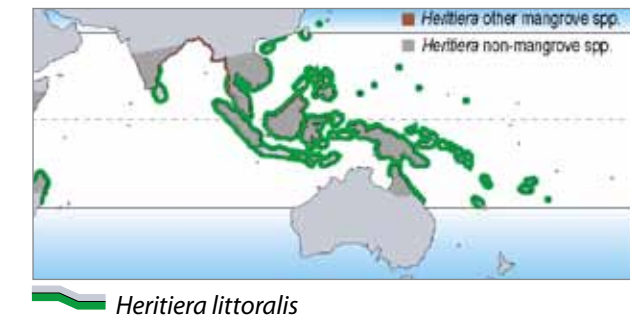 Heritiera other mangrove spp.
Heritiera non-mangrove spp.
Heritiera littoralis